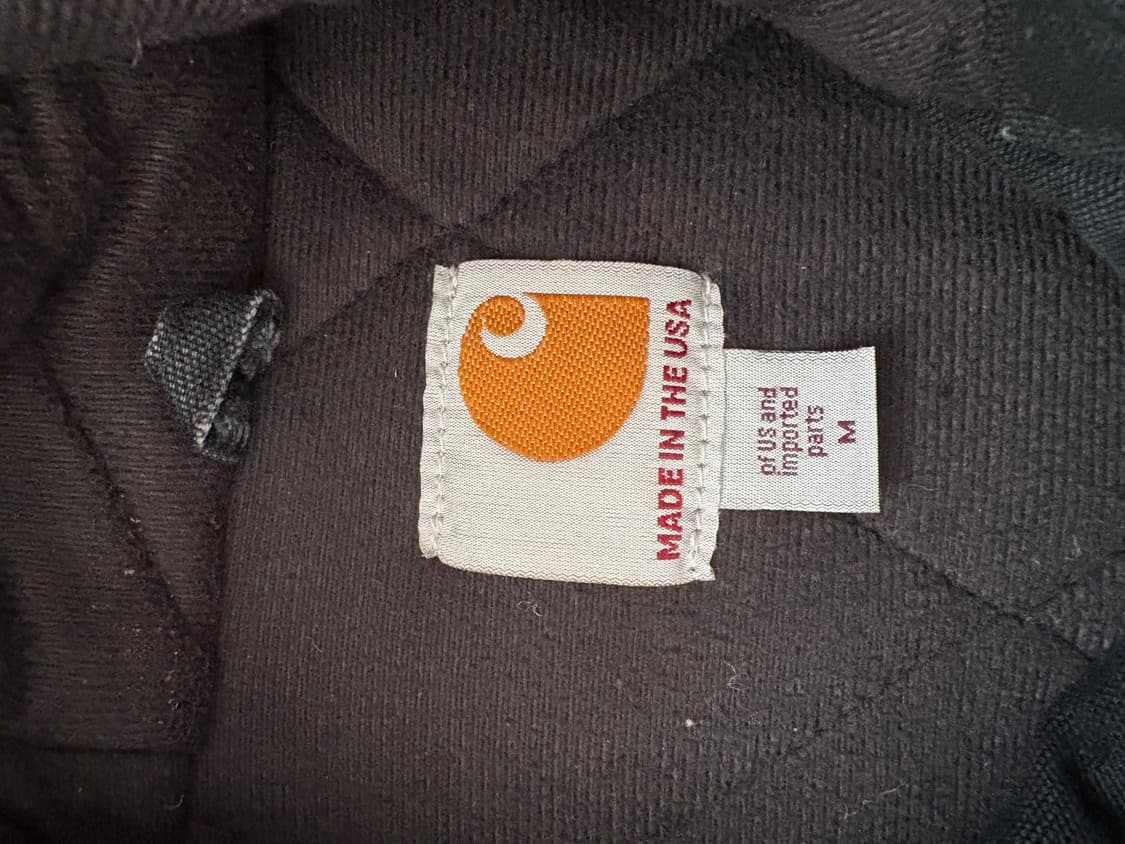 MADE IN THE USA
of US and
imported
parts
M